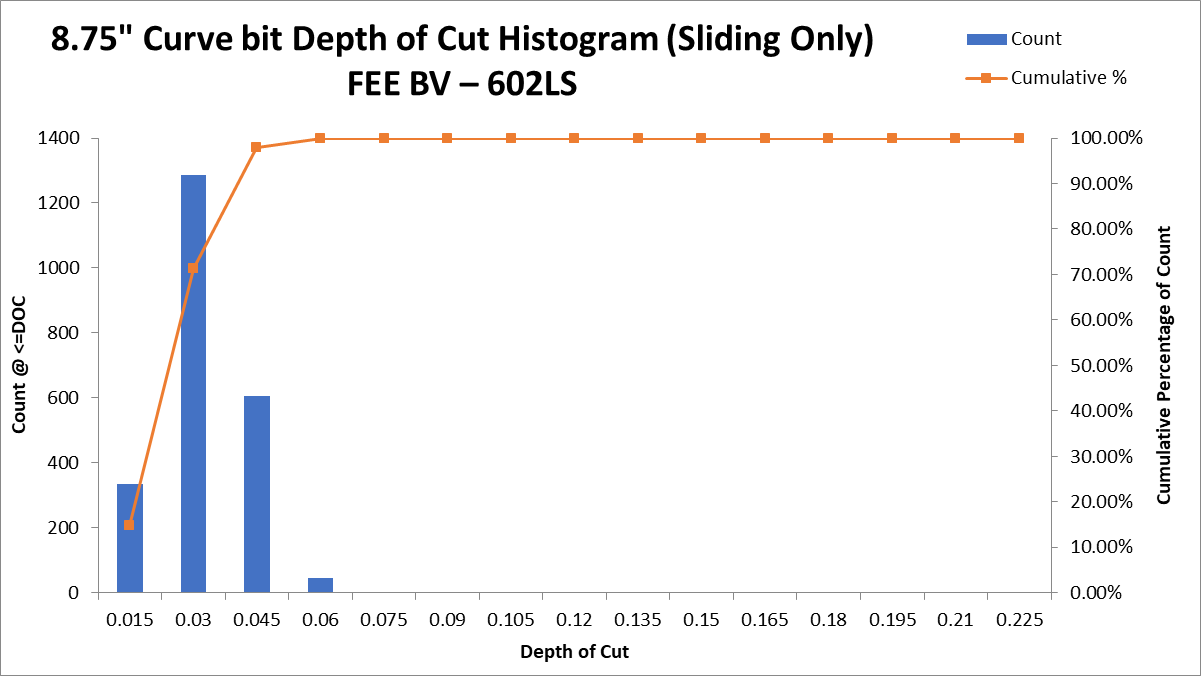 8.75" Curve bit Depth of Cut Histogram (Sliding Only)
FEE BV – 602LS
Count
Cumulative %
1400
1200
1000
800
600
400
200
0
Count @ <=DOC
100.00%
90.00%
80.00%
70.00%
60.00%
50.00%
40.00%
30.00%
20.00%
10.00%
0.00%
Cumulative Percentage of Count
0.015 0.03 0.045 0.06 0.075 0.09 0.105 0.12 0.135 0.15 0.165 0.18 0.195 0.21 0.225
Depth of Cut